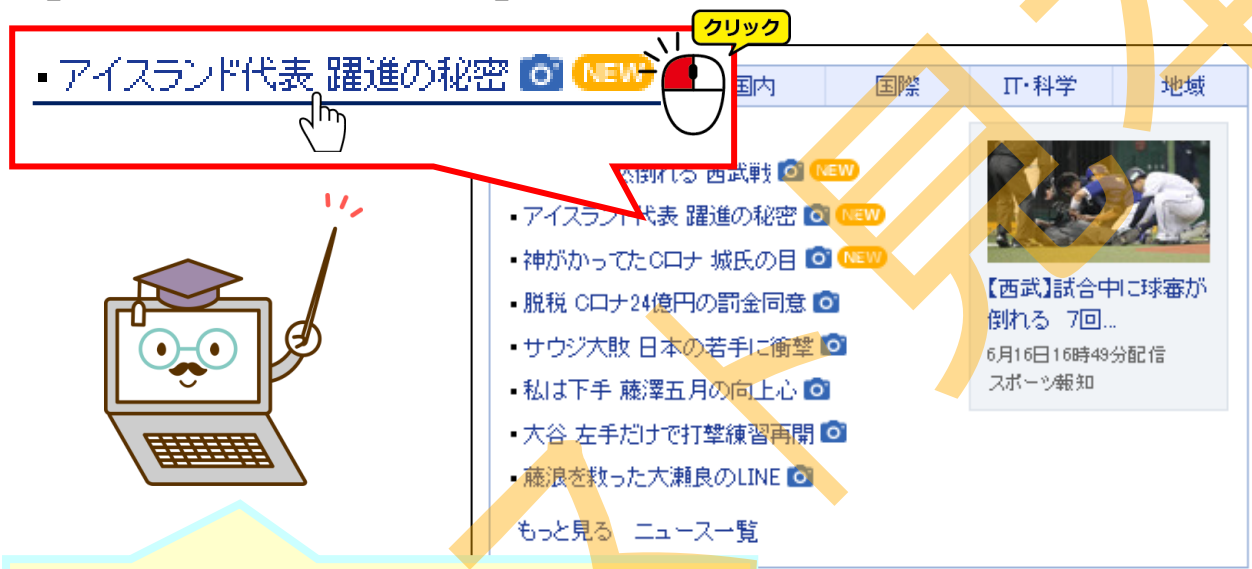 クリック
▪アイスランド代表 躍進の秘密 NEW
国内 国際 IT・科学 地域
倒れる 西武戦 NEW
▪アイスランド代表 躍進の秘密 NEW
▪神がかってたCロナ 城氏の目 NEW
▪脱税 Cロナ24億円の罰金同意
▪サウジ大敗 日本の若手に衝撃
▪私は下手 藤澤五月の向上心
▪大谷 左手だけで打撃練習再開
▪藤浪を救った大瀬良のLINE
もっと見る ニュース一覧
【西武】試合中に球審が
倒れる 7回...
6月16日16時49分配信
スポーツ報知